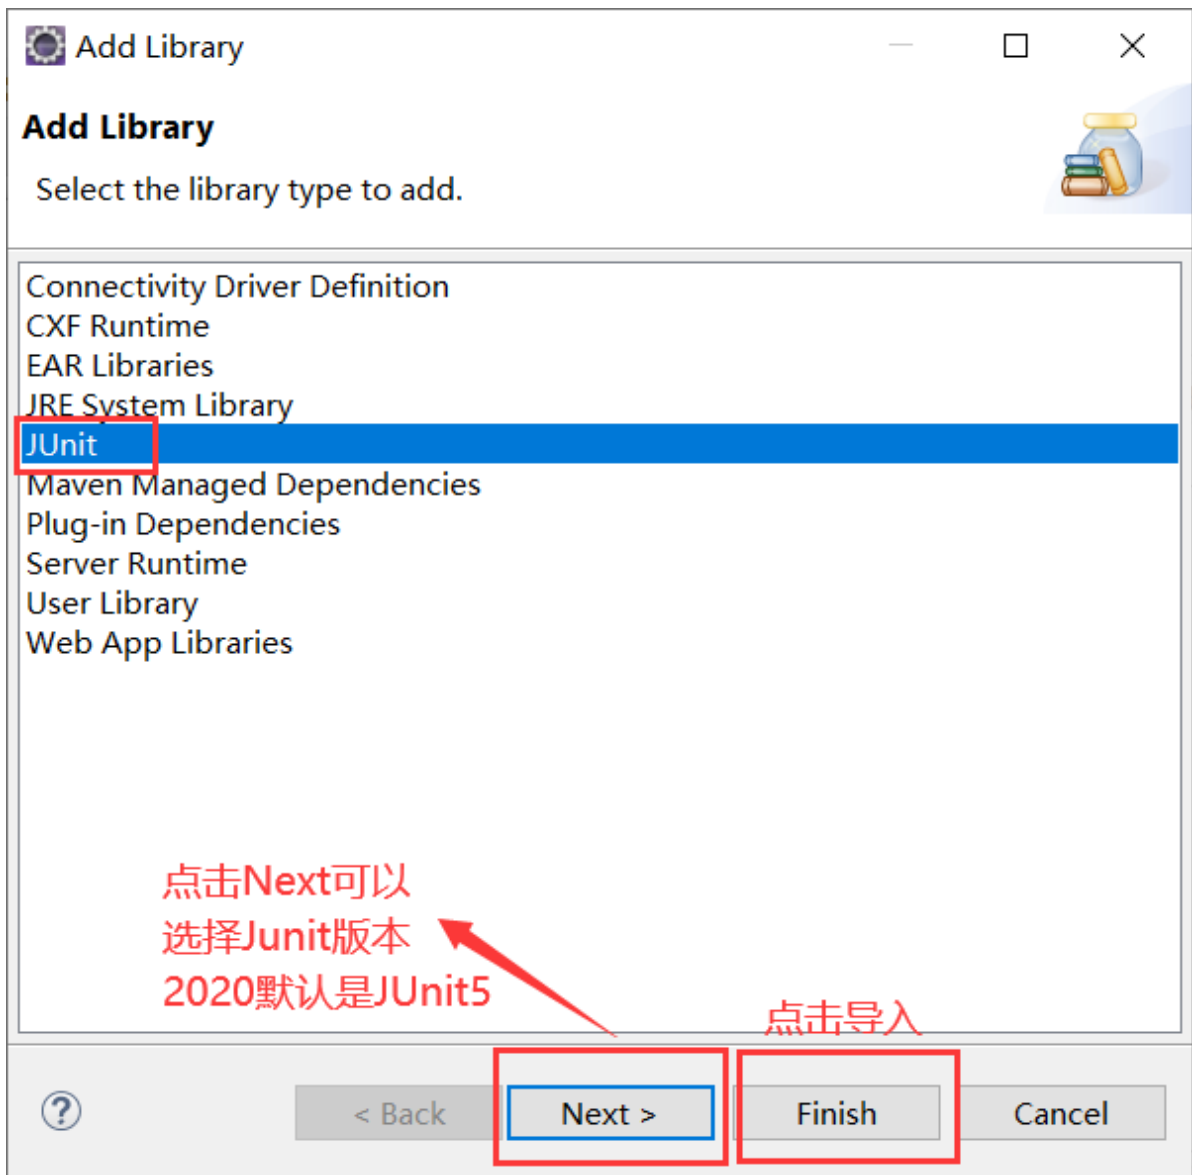 Add Library
Add Library
Select the library type to add.
Connectivity Driver Definition
CXF Runtime
EAR Libraries
JRE System Library
JUnit
Maven Managed Dependencies
Plug-in Dependencies
Server Runtime
User Library
Web App Libraries
点击Next可以
选择Junit版本
2020默认是JUnit5
点击导入
? < Back Next > Finish Cancel